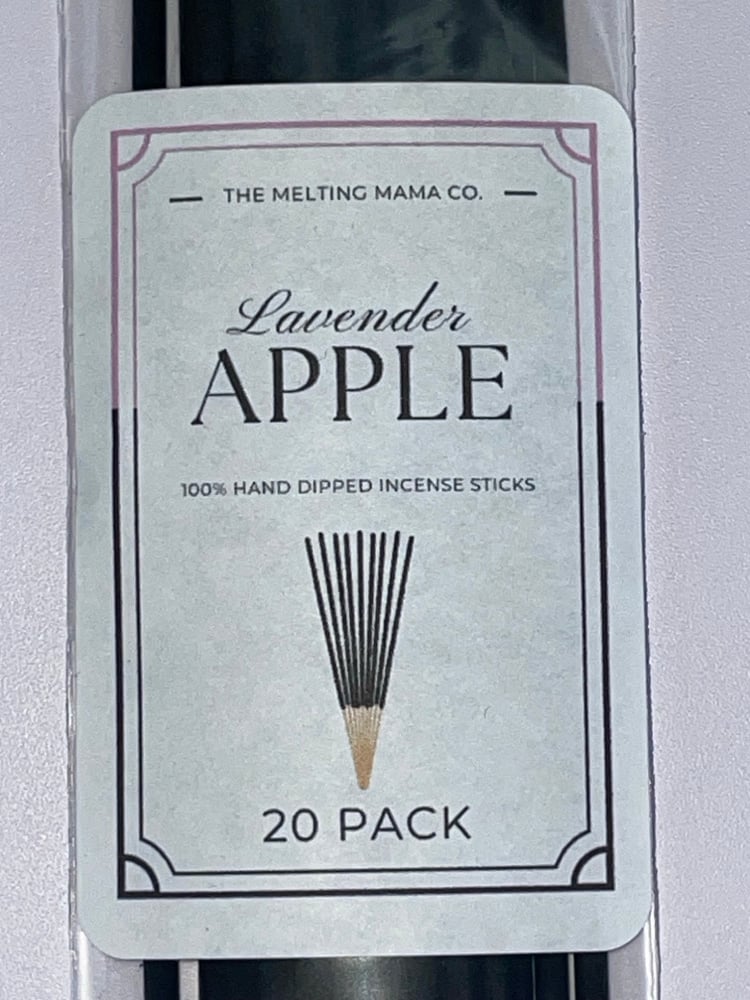 THE MELTING MAMA CO.
Lavender
APPLE
100% HAND DIPPED INCENSE STICKS
20 PACK